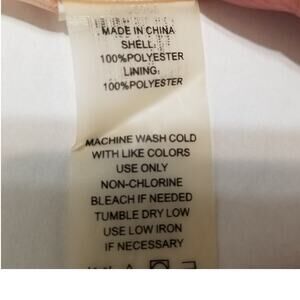 MADE IN CHINA
SHELL:
100%POLYESTER
LINING:
100%POLYESTER
MACHINE WASH COLD
WITH LIKE COLORS
USE ONLY
NON-CHLORINE
BLEACH IF NEEDED
TUMBLE DRY LOW
USE LOW IRON
IF NECESSARY